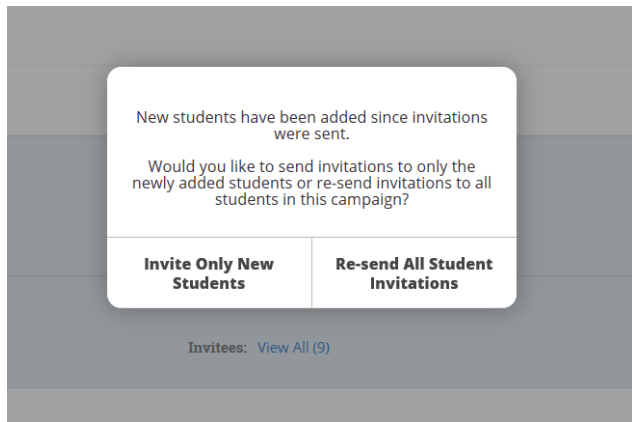 New students have been added since invitations
were sent.
Would you like to send invitations to only the
newly added students or re-send invitations to all
students in this campaign?
Invite Only New
Students
Re-send All Student
Invitations
Invitees: View All (9)